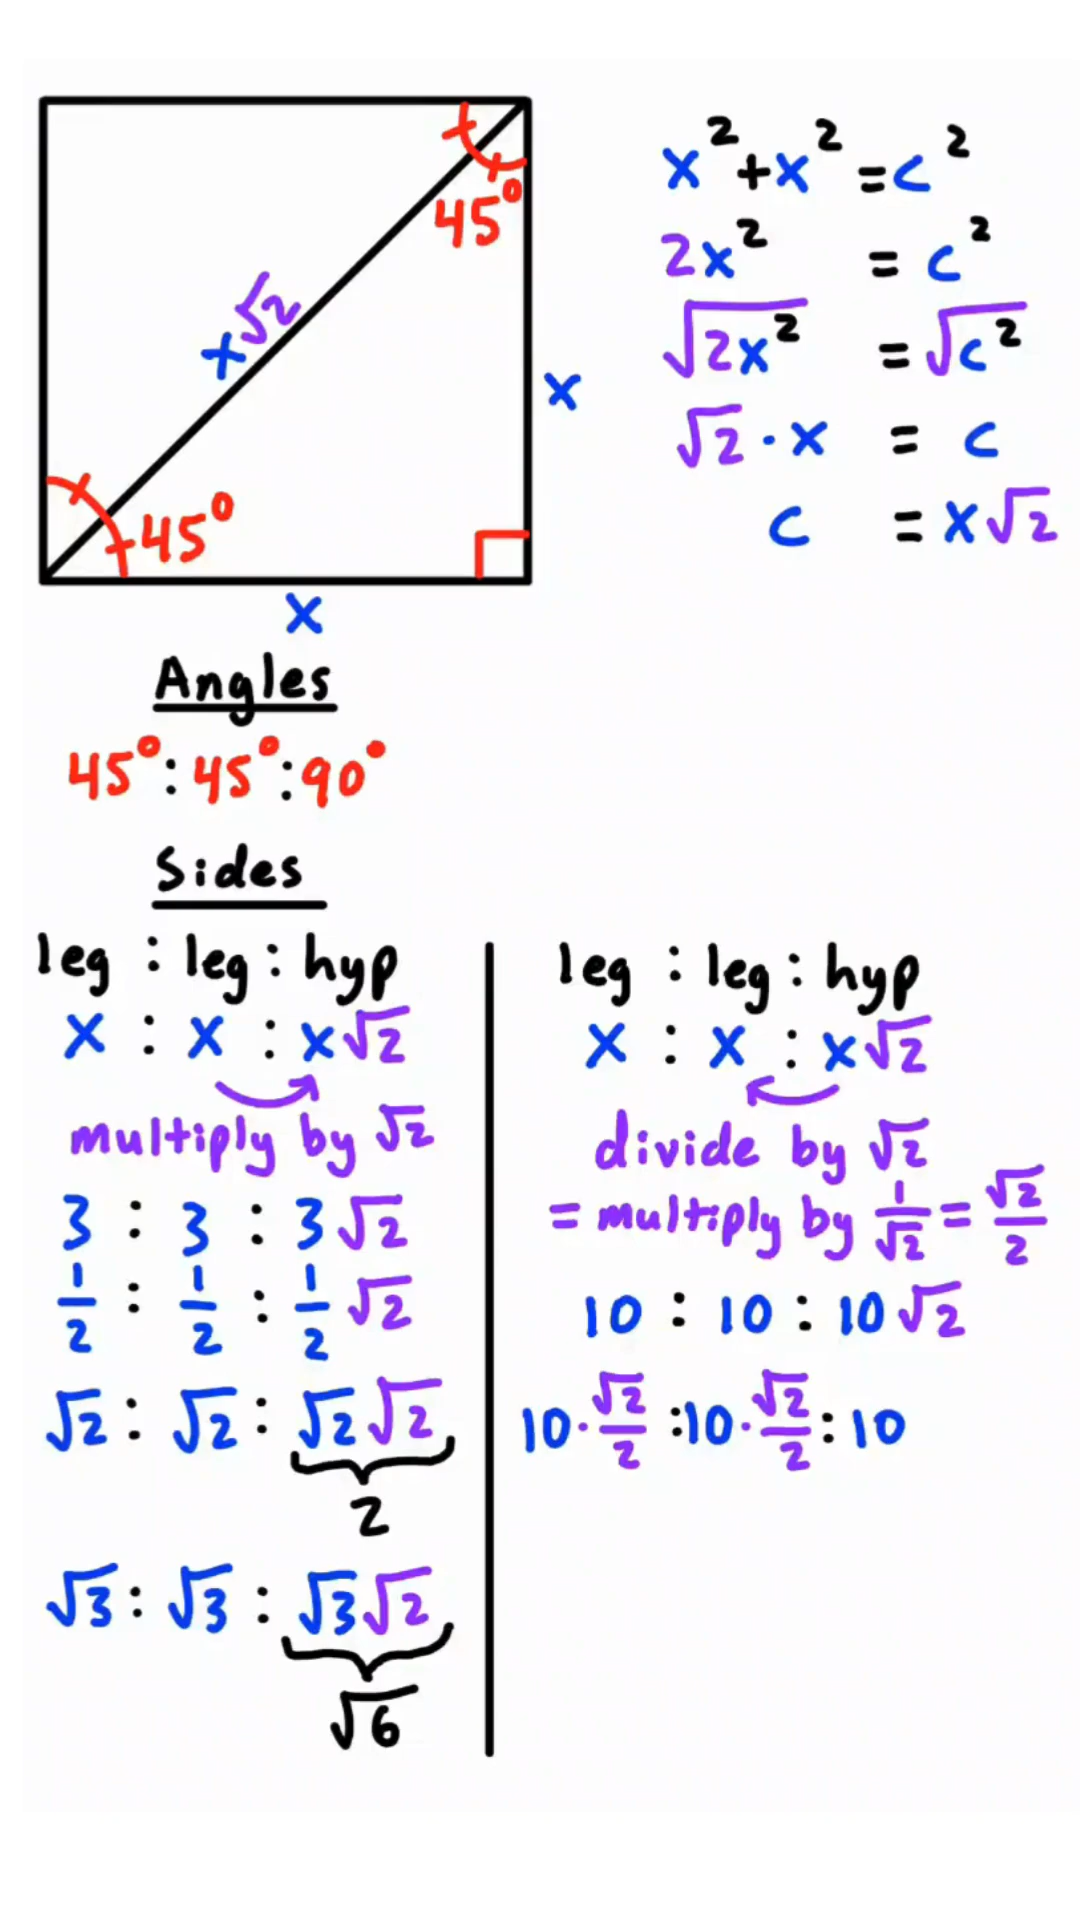 45°
x√2
x
45°
x
x² + x² = c²
2x² = c²
√2x² = √c²
√2 · x = c
c = x√2
Angles
45° : 45° : 90°
Sides
leg : leg : hyp
x : x : x√2
multiply by √2
3 : 3 : 3√2
1/2 : 1/2 : 1/2 √2
√2 : √2 : √2√2
2
√3 : √3 : √3√2
√6
leg : leg : hyp
x : x : x√2
divide by √2
= multiply by 1/√2 = √2/2
10 : 10 : 10√2
10 · √2/2 : 10 · √2/2 : 10